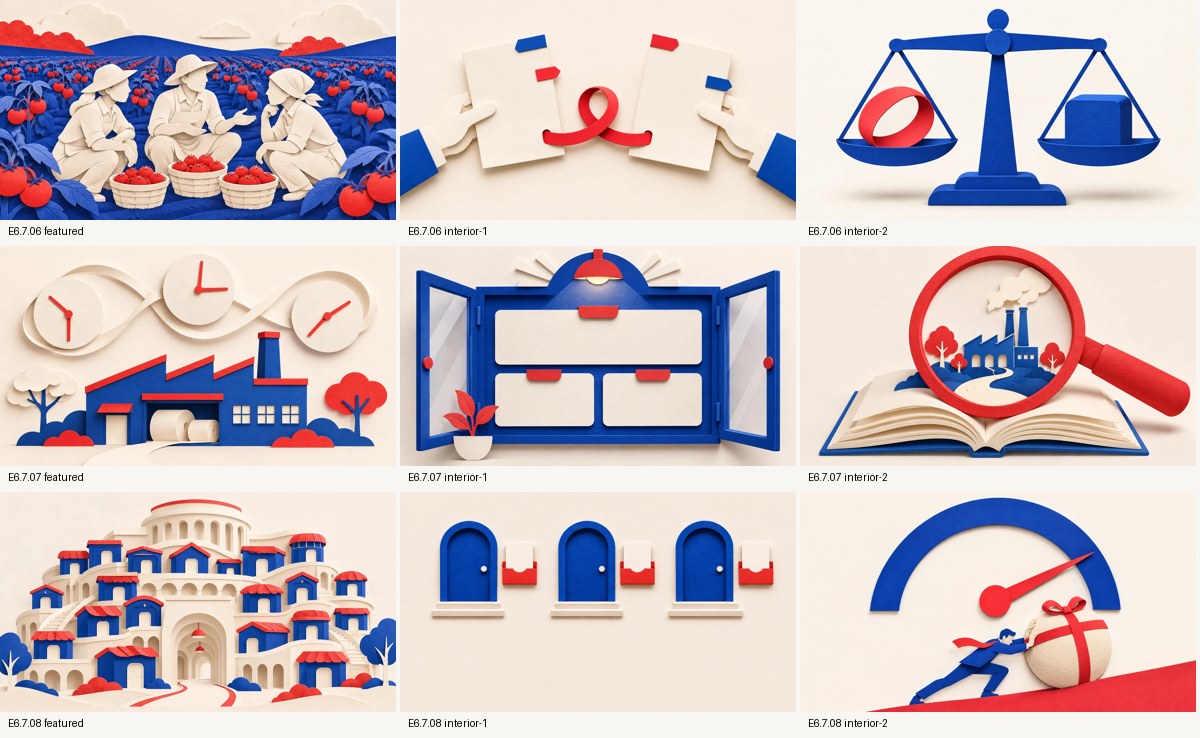 E6.7.06 featured
E6.7.06 interior-1
E6.7.06 interior-2
E6.7.07 featured
E6.7.07 interior-1
E6.7.07 interior-2
E6.7.08 featured
E6.7.08 interior-1
E6.7.08 interior-2